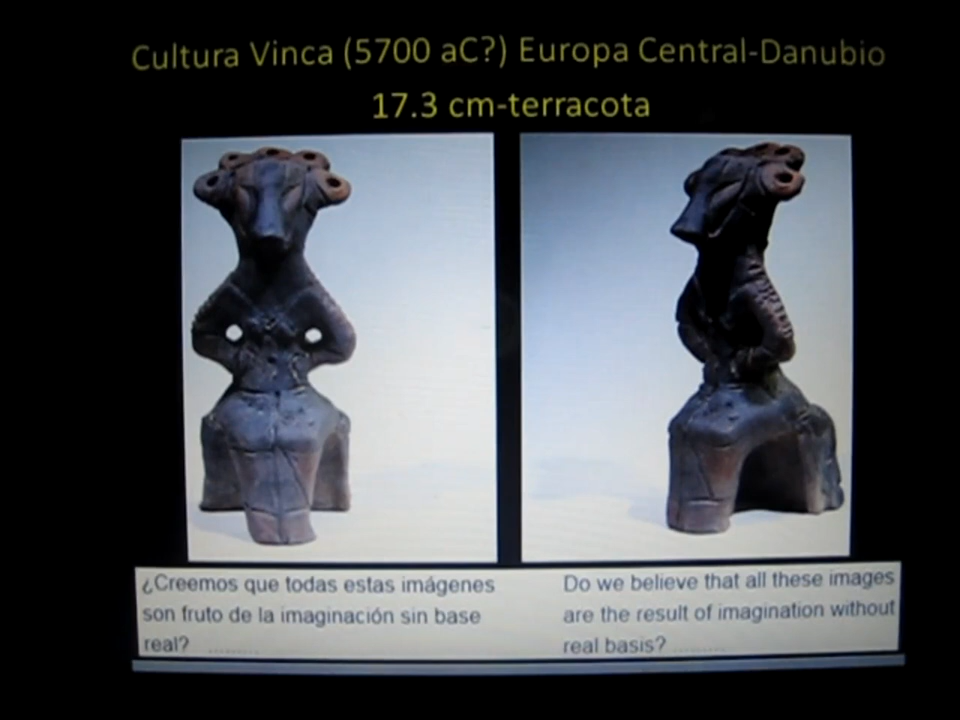 Cultura Vinca (5700 aC?) Europa Central-Danubio
17.3 cm-terracota
¿Creemos que todas estas imágenes
son fruto de la imaginación sin base
real? .........
Do we believe that all these images
are the result of imagination without
real basis? .........